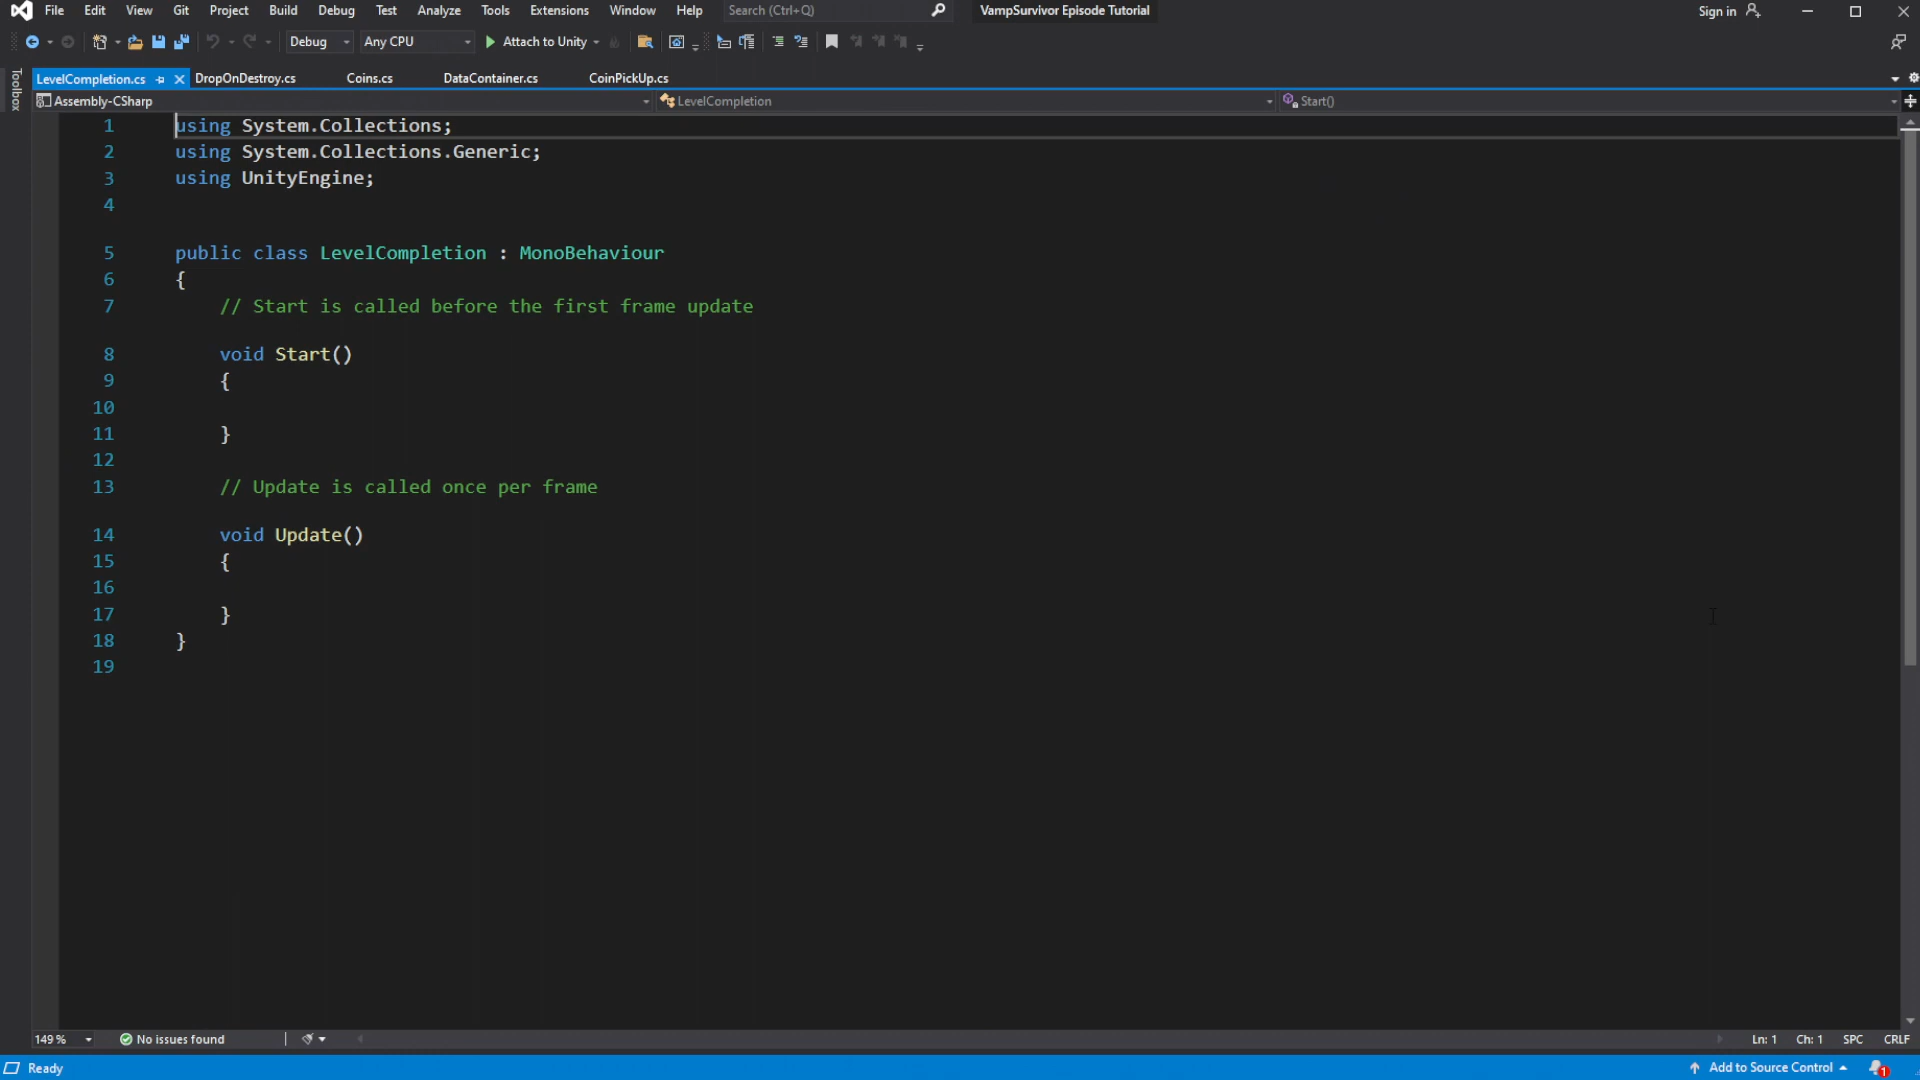 File Edit View Git Project Build Debug Test Analyze Tools Extensions Window Help Search (Ctrl+Q) VampSurvivor Episode Tutorial Sign in
Debug Any CPU Attach to Unity
Toolbox
LevelCompletion.cs DropOnDestroy.cs Coins.cs DataContainer.cs CoinPickUp.cs
Assembly-CSharp LevelCompletion Start()
1 using System.Collections;
2 using System.Collections.Generic;
3 using UnityEngine;
4
5 public class LevelCompletion : MonoBehaviour
6 {
7 // Start is called before the first frame update
8 void Start()
9 {
10
11 }
12
13 // Update is called once per frame
14 void Update()
15 {
16
17 }
18 }
19
149 % No issues found Ln: 1 Ch: 1 SPC CRLF
Ready Add to Source Control 1